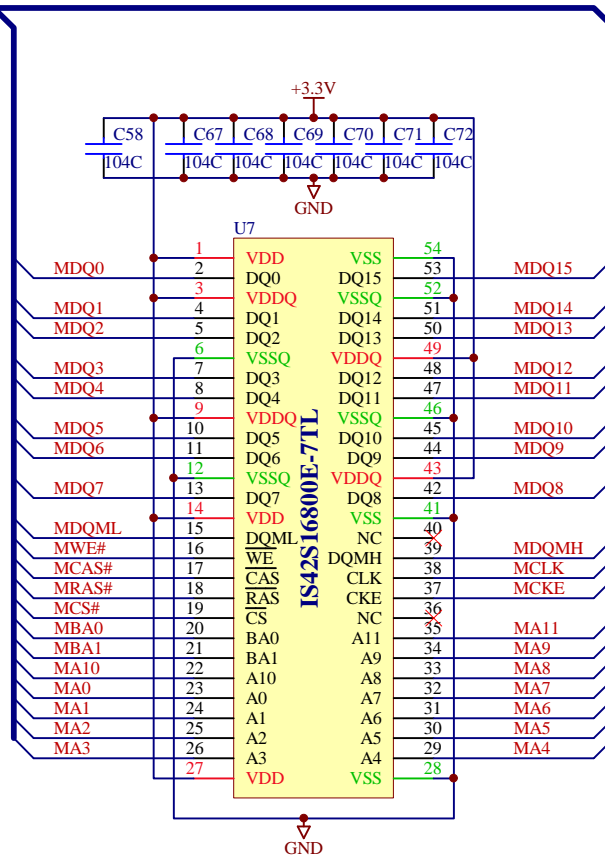 +3.3V
C58 C67 C68 C69 C70 C71 C72
104C 104C 104C 104C 104C 104C 104C
GND
U7
1 VDD VSS 54
MDQ0 2 DQ0 DQ15 53 MDQ15
3 VDDQ VSSQ 52
MDQ1 4 DQ1 DQ14 51 MDQ14
MDQ2 5 DQ2 DQ13 50 MDQ13
6 VSSQ VDDQ 49
MDQ3 7 DQ3 DQ12 48 MDQ12
MDQ4 8 DQ4 DQ11 47 MDQ11
9 VDDQ VSSQ 46
MDQ5 10 DQ5 DQ10 45 MDQ10
MDQ6 11 DQ6 DQ9 44 MDQ9
12 VSSQ VDDQ 43
MDQ7 13 DQ7 DQ8 42 MDQ8
14 VDD VSS 41
MDQML 15 DQML NC 40
MWE# 16 WE DQMH 39 MDQMH
MCAS# 17 CAS CLK 38 MCLK
MRAS# 18 RAS CKE 37 MCKE
MCS# 19 CS NC 36
MBA0 20 BA0 A11 35 MA11
MBA1 21 BA1 A9 34 MA9
MA10 22 A10 A8 33 MA8
MA0 23 A0 A7 32 MA7
MA1 24 A1 A6 31 MA6
MA2 25 A2 A5 30 MA5
MA3 26 A3 A4 29 MA4
27 VDD VSS 28
IS42S16800E-7TL
GND